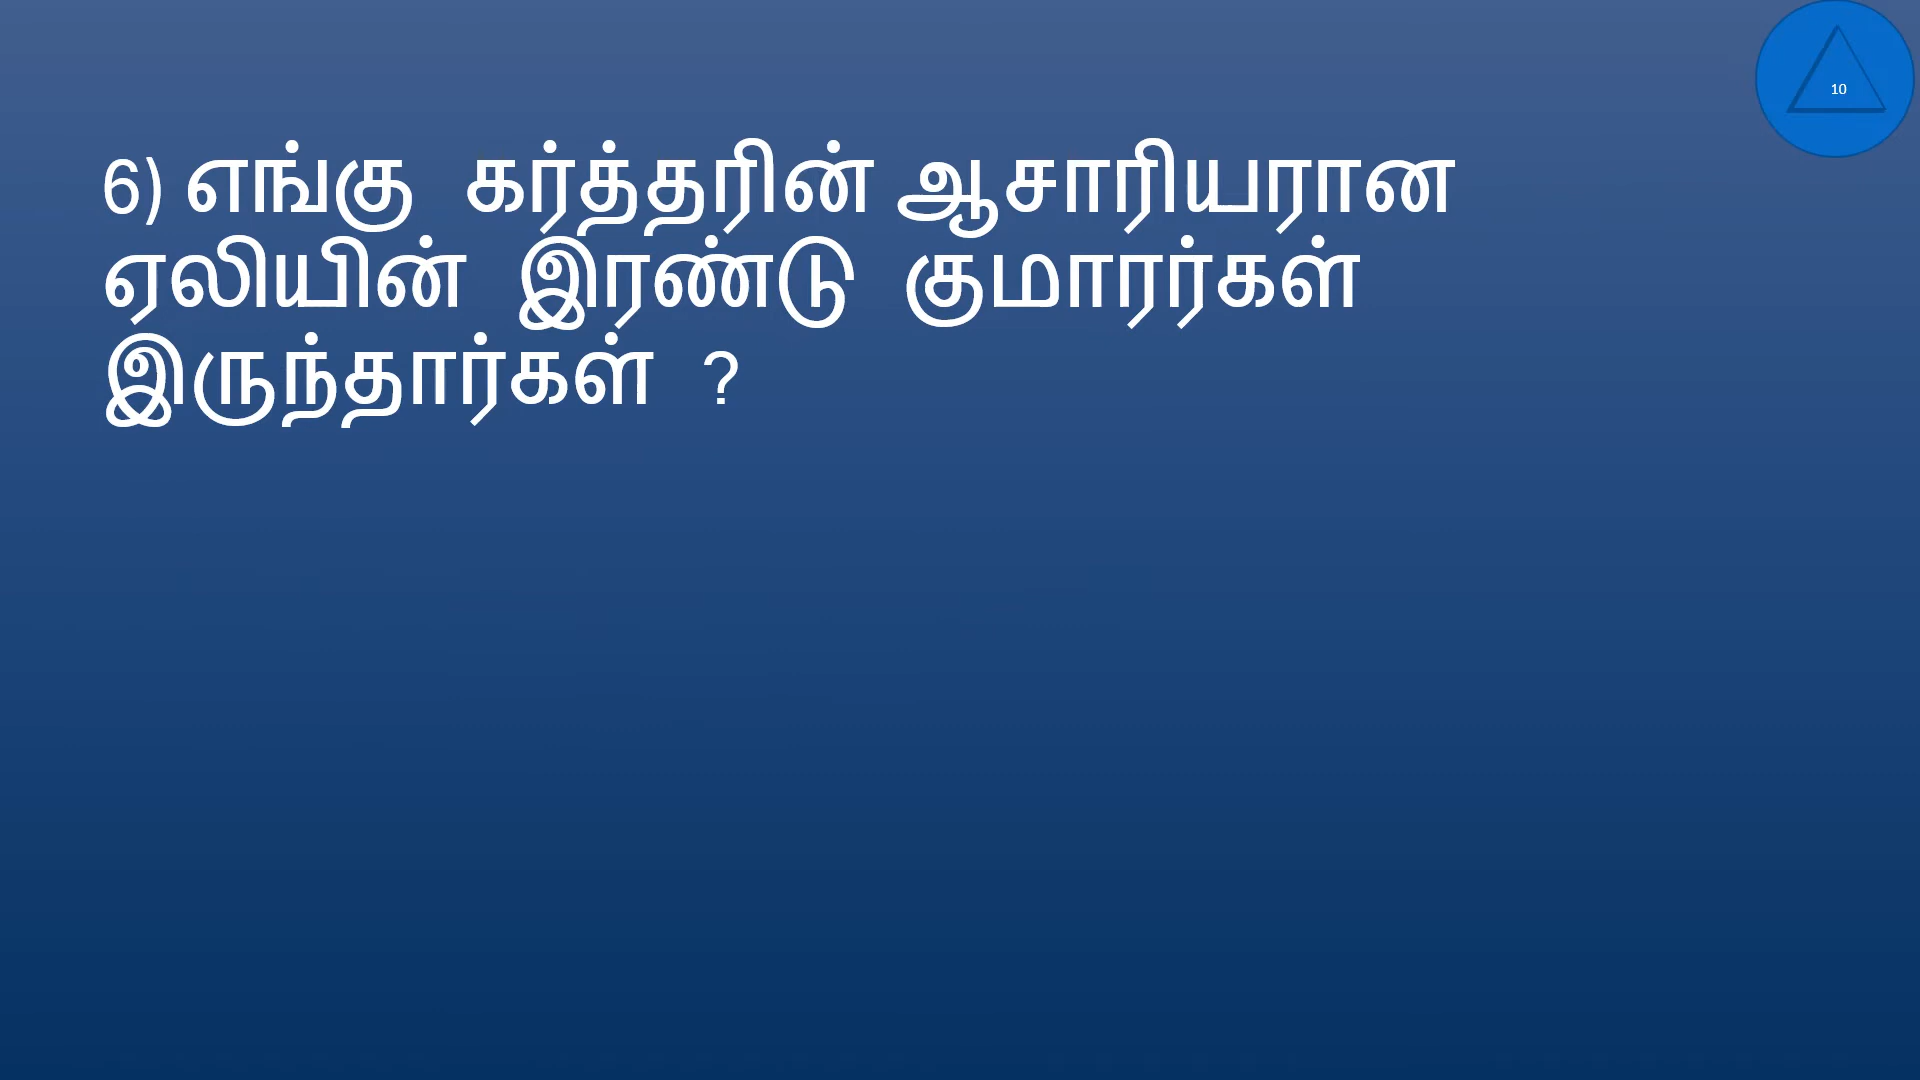 10
6) எங்கு கர்த்தரின் ஆசாரியரான
ஏலியின் இரண்டு குமாரர்கள்
இருந்தார்கள் ?